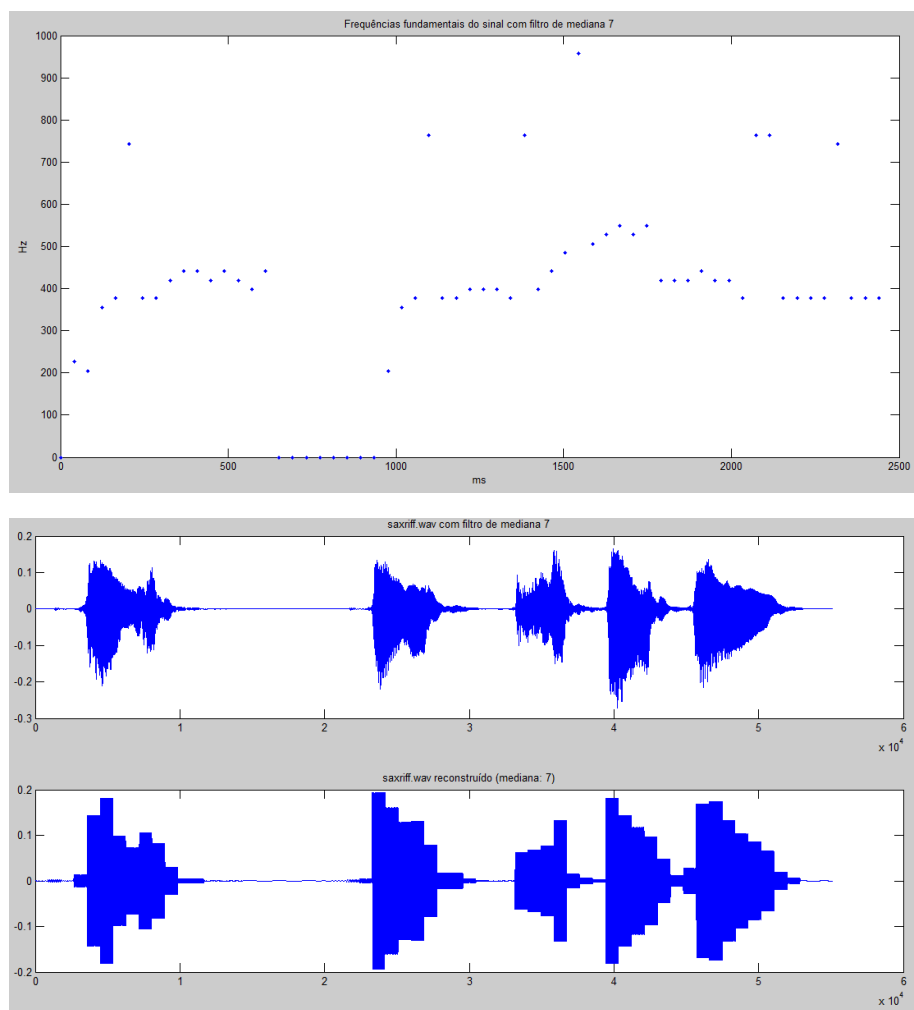 Frequências fundamentais do sinal com filtro de mediana 7
1000
900
800
700
600
500
400
300
200
100
0
Hz
0 500 1000 1500 2000 2500
ms
saxriff.wav com filtro de mediana 7
0.2
0.1
0
-0.1
-0.2
-0.3
0 1 2 3 4 5 6
x 10^4
saxriff.wav reconstruído (mediana: 7)
0.2
0.1
0
-0.1
-0.2
0 1 2 3 4 5 6
x 10^4